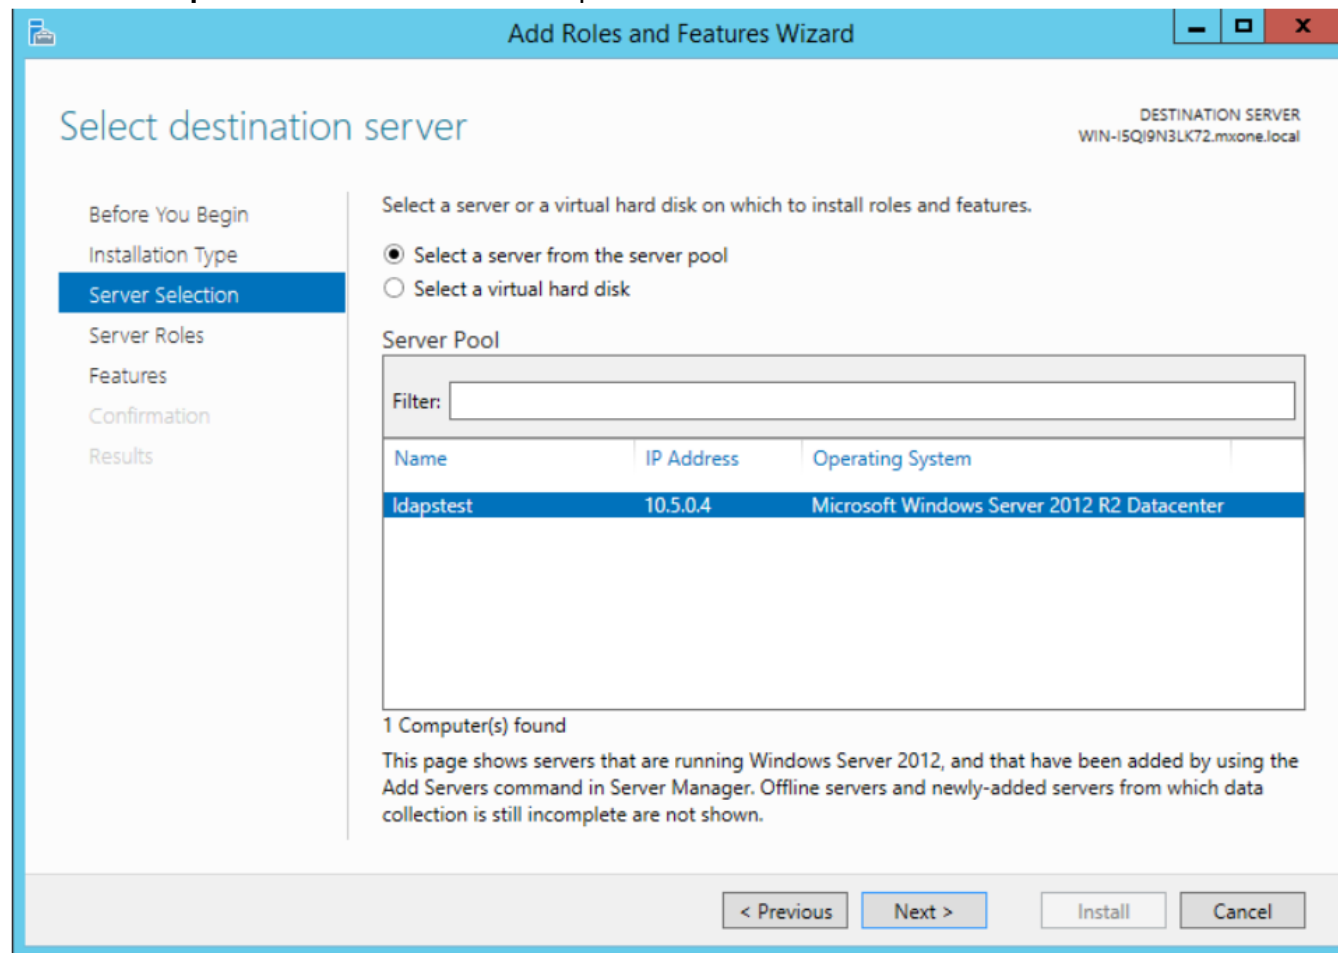 Add Roles and Features Wizard
Select destination server
DESTINATION SERVER
WIN-I5QI9N3LK72.mxone.local
Before You Begin
Installation Type
Server Selection
Server Roles
Features
Confirmation
Results
Select a server or a virtual hard disk on which to install roles and features.
Select a server from the server pool
Select a virtual hard disk
Server Pool
Filter:
Name IP Address Operating System
ldapstest 10.5.0.4 Microsoft Windows Server 2012 R2 Datacenter
1 Computer(s) found
This page shows servers that are running Windows Server 2012, and that have been added by using the
Add Servers command in Server Manager. Offline servers and newly-added servers from which data
collection is still incomplete are not shown.
< Previous Next > Install Cancel